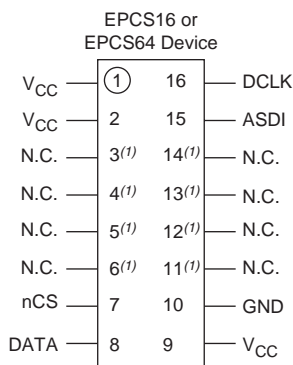 EPCS16 or
EPCS64 Device
VCC 1 16 DCLK
VCC 2 15 ASDI
N.C. 3(1) 14(1) N.C.
N.C. 4(1) 13(1) N.C.
N.C. 5(1) 12(1) N.C.
N.C. 6(1) 11(1) N.C.
nCS 7 10 GND
DATA 8 9 VCC